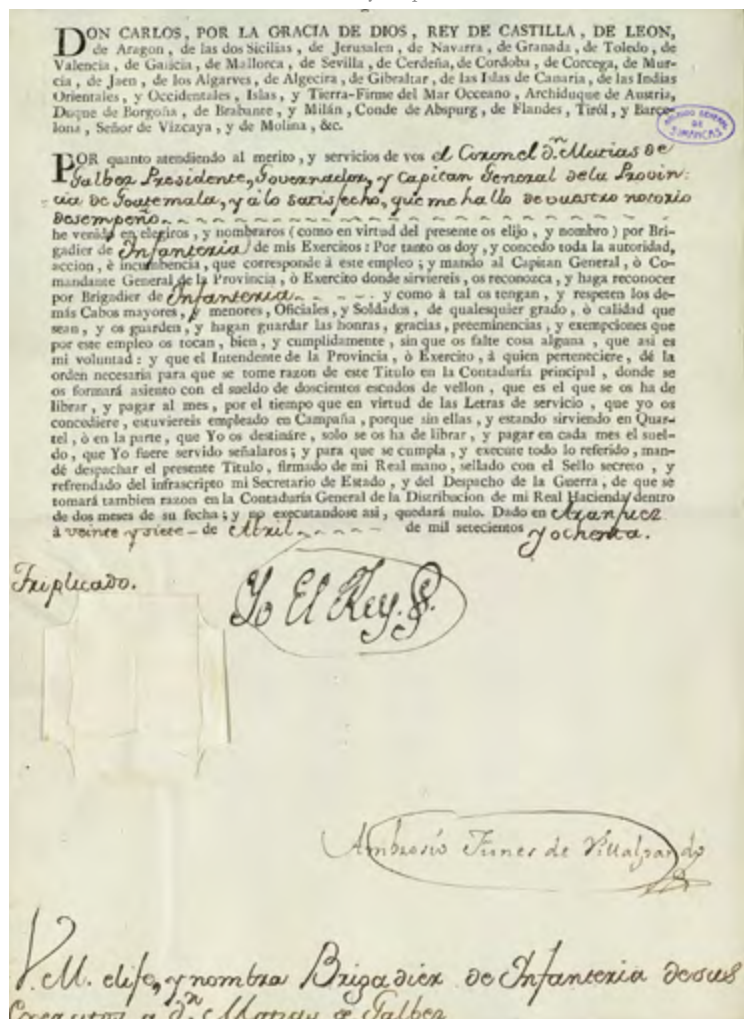 DON CARLOS, POR LA GRACIA DE DIOS, REY DE CASTILLA, DE LEON,
de Aragon, de las dos Sicilias, de Jerusalen, de Navarra, de Granada, de Toledo, de
Valencia, de Galicia, de Mallorca, de Sevilla, de Cerdeña, de Cordoba, de Corcega, de Mur-
cia, de Jaen, de los Algarves, de Algecira, de Gibraltar, de las Islas de Canaria, de las Indias
Orientales, y Occidentales, Islas, y Tierra-Firme del Mar Occeano, Archiduque de Austria,
Duque de Borgoña, de Brabante, y Milán, Conde de Abspurg, de Flandes, Tiról, y Barce-
lona, Señor de Vizcaya, y de Molina, &c.
ARCHIVO GENERAL
DE
SIMANCAS
POR quanto atendiendo al merito, y servicios de vos el Coronel dn. Matias de
Galbez Presidente, Governador, y Capitan General dela Provin-
cia de Goatemala, y álo satisfecho, que me hallo de vuestro notorio
desempeño
he venido en elegiros, y nombraros (como en virtud del presente os elijo, y nombro) por Bri-
gadier de Infanteria de mis Exercitos: Por tanto os doy, y concedo toda la autoridad,
accion, è incumbencia, que corresponde à este empleo; y mando al Capitan General, ò Co-
mandante General de la Provincia, ò Exercito donde sirviereis, os reconozca, y haga reconocer
por Brigadier de Infanteria y como à tal os tengan, y respeten los de-
más Cabos mayores, y menores, Oficiales, y Soldados, de qualesquier grado, ò calidad que
sean, y os guarden, y hagan guardar las honras, gracias, preeminencias, y exempciones que
por este empleo os tocan, bien, y cumplidamente, sin que os falte cosa alguna, que asi es
mi voluntad: y que el Intendente de la Provincia, ò Exercito, à quien perteneciere, dé la
orden necesaria para que se tome razon de este Titulo en la Contaduría principal, donde se
os formará asiento con el sueldo de doscientos escudos de vellon, que es el que se os ha de
librar, y pagar al mes, por el tiempo que en virtud de las Letras de servicio, que yo os
concediere, estuviereis empleado en Campaña, porque sin ellas, y estando sirviendo en Quar-
tel, ò en la parte, que Yo os destináre, solo se os ha de librar, y pagar en cada mes el suel-
do, que Yo fuere servido señalaros; y para que se cumpla, y execute todo lo referido, man-
dé despachar el presente Titulo, firmado de mi Real mano, sellado con el Sello secreto, y
refrendado del infrascripto mi Secretario de Estado, y del Despacho de la Guerra, de que se
tomará tambien razon en la Contaduría General de la Distribucion de mi Real Hacienda dentro
de dos meses de su fecha; y no executandose asi, quedará nulo. Dado en Aranjuez
à veinte y siete de Abril de mil setecientos y ochenta.
Triplicado.
Yo El Rey.
Ambrosio Funes de Villalpando
V. M. elije, y nombra Brigadier de Infanteria desus
Exercitos a dn. Matias de Galbez